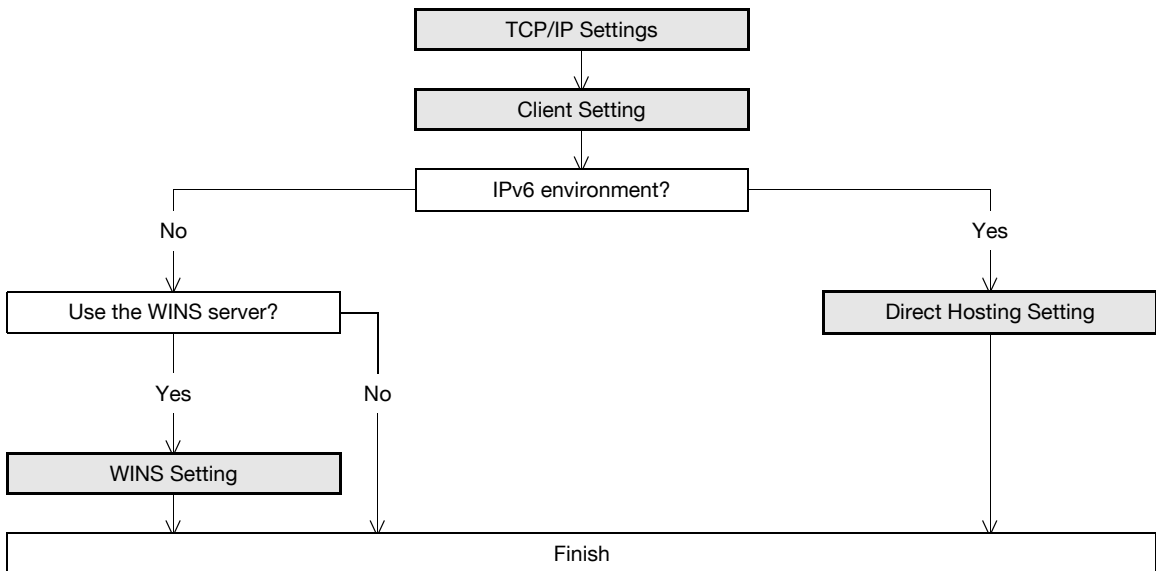 TCP/IP Settings
Client Setting
IPv6 environment?
No
Yes
Use the WINS server?
Direct Hosting Setting
Yes
No
WINS Setting
Finish